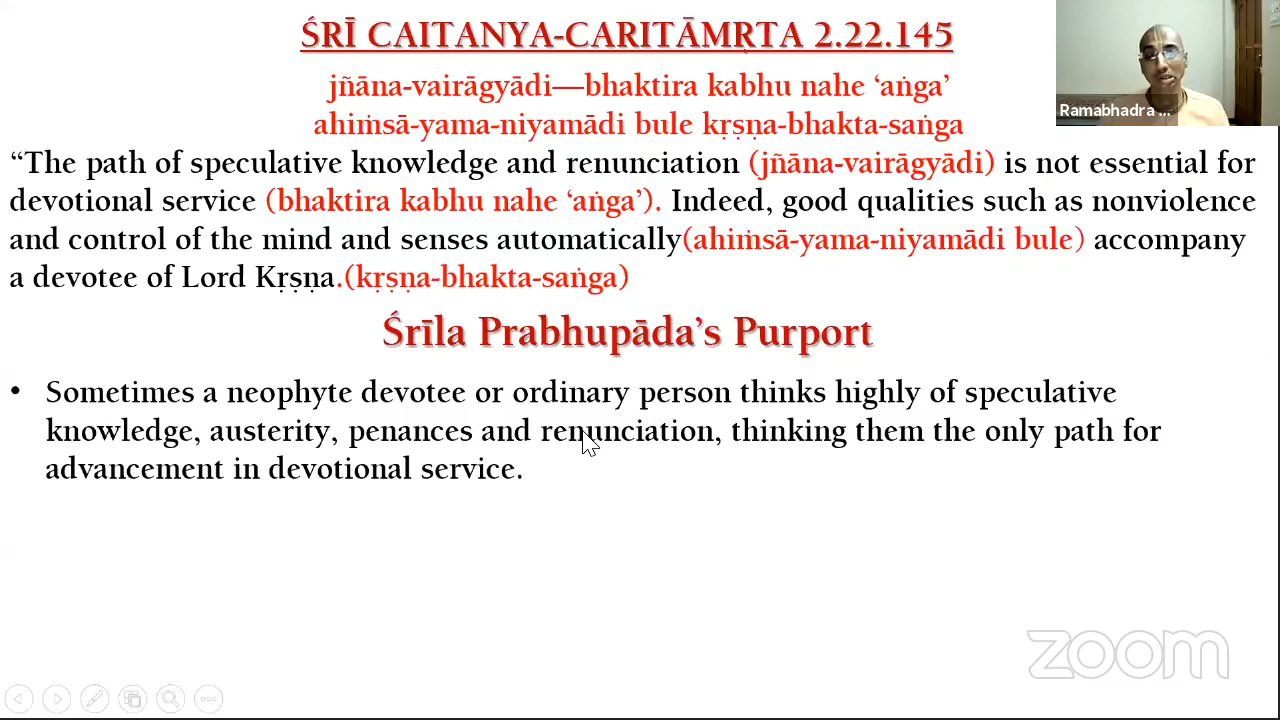 ŚRĪ CAITANYA-CARITĀMṚTA 2.22.145
jñāna-vairāgyādi—bhaktira kabhu nahe ‘aṅga’
ahiṁsā-yama-niyamādi bule kṛṣṇa-bhakta-saṅga
“The path of speculative knowledge and renunciation (jñāna-vairāgyādi) is not essential for
devotional service (bhaktira kabhu nahe ‘aṅga’). Indeed, good qualities such as nonviolence
and control of the mind and senses automatically(ahiṁsā-yama-niyamādi bule) accompany
a devotee of Lord Kṛṣṇa.(kṛṣṇa-bhakta-saṅga)
Śrīla Prabhupāda’s Purport
• Sometimes a neophyte devotee or ordinary person thinks highly of speculative
knowledge, austerity, penances and renunciation, thinking them the only path for
advancement in devotional service.
Ramabhadra ...
zoom